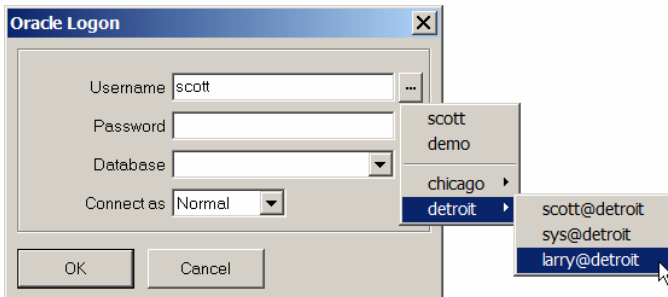 Oracle Logon
Username scott ...
Password
Database
Connect as Normal
OK Cancel
scott
demo
chicago
detroit
scott@detroit
sys@detroit
larry@detroit